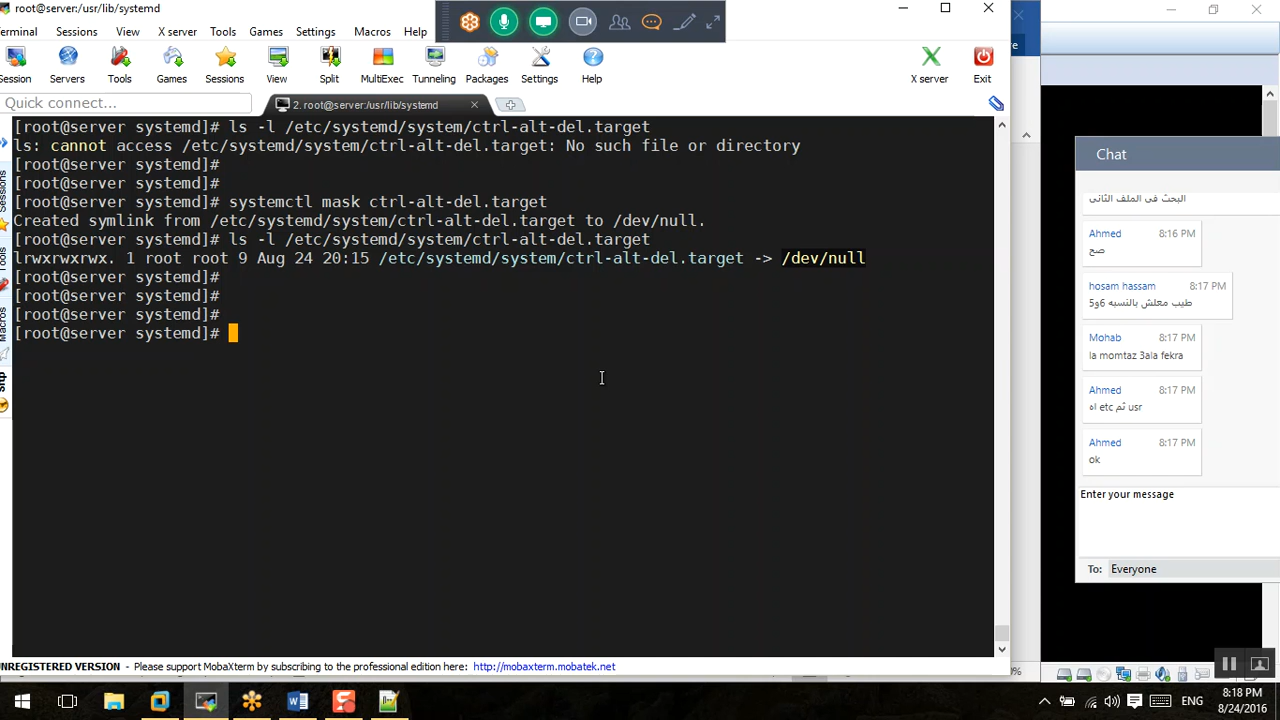 root@server:/usr/lib/systemd
Terminal Sessions View X server Tools Games Settings Macros Help
Session Servers Tools Games Sessions View Split MultiExec Tunneling Packages Settings Help X server Exit
Quick connect...
2. root@server:/usr/lib/systemd
[root@server systemd]# ls -l /etc/systemd/system/ctrl-alt-del.target
ls: cannot access /etc/systemd/system/ctrl-alt-del.target: No such file or directory
[root@server systemd]#
[root@server systemd]#
[root@server systemd]# systemctl mask ctrl-alt-del.target
Created symlink from /etc/systemd/system/ctrl-alt-del.target to /dev/null.
[root@server systemd]# ls -l /etc/systemd/system/ctrl-alt-del.target
lrwxrwxrwx. 1 root root 9 Aug 24 20:15 /etc/systemd/system/ctrl-alt-del.target -> /dev/null
[root@server systemd]#
[root@server systemd]#
[root@server systemd]#
[root@server systemd]#
Sessions
Tools
Macros
Sftp
UNREGISTERED VERSION - Please support MobaXterm by subscribing to the professional edition here: http://mobaxterm.mobatek.net
Chat
البحث فى الملف الثانى
Ahmed 8:16 PM
صح
hosam hassam 8:17 PM
طيب معلش بالنسبه 6و5
Mohab 8:17 PM
la momtaz 3ala fekra
Ahmed 8:17 PM
اه etc ثم usr
Ahmed 8:17 PM
ok
Enter your message
To: Everyone
ENG
8:18 PM
8/24/2016